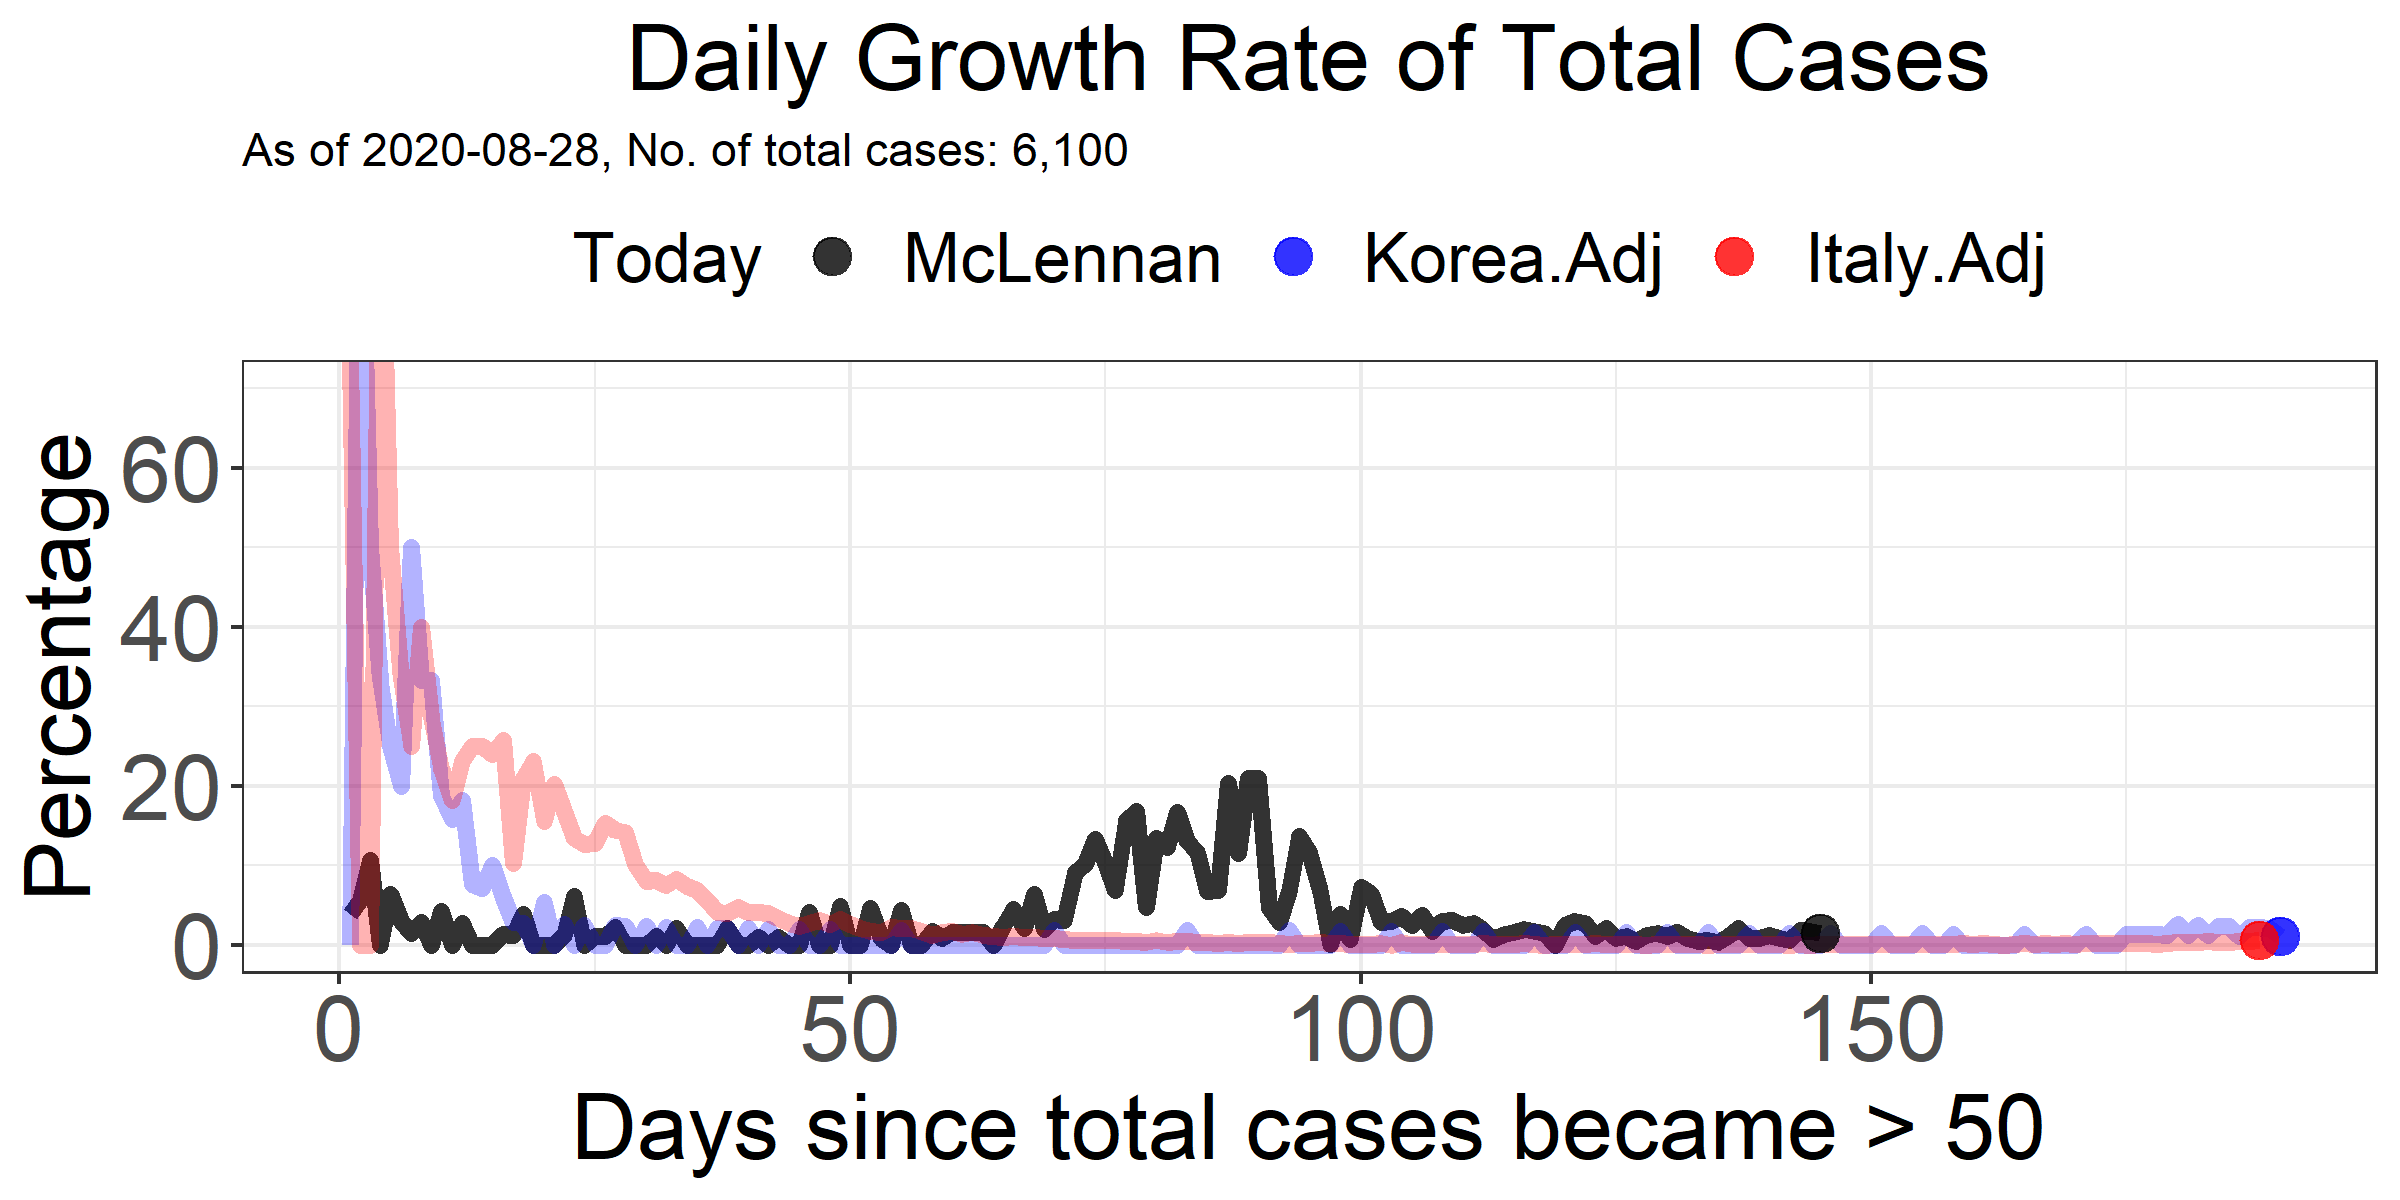 Daily Growth Rate of Total Cases
As of 2020-08-28, No. of total cases: 6,100
Today McLennan Korea.Adj Italy.Adj
Percentage
60
40
20
0
0 50 100 150
Days since total cases became > 50